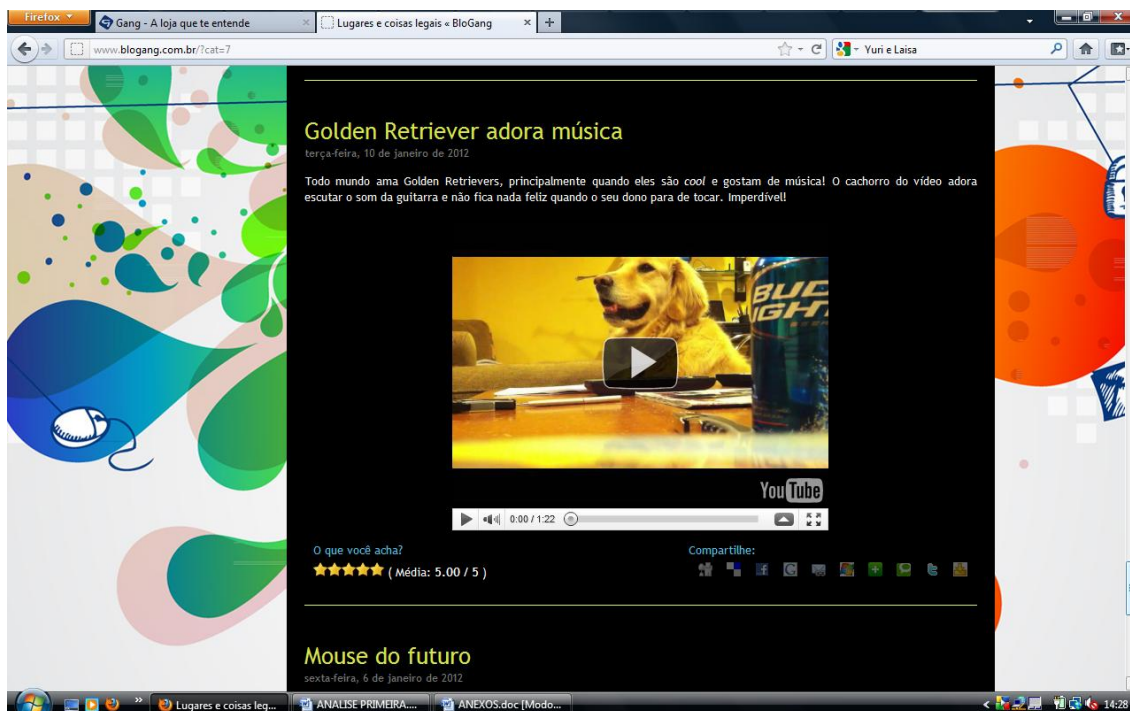 Firefox
Gang - A loja que te entende
Lugares e coisas legais « BloGang
www.blogang.com.br/?cat=7
Yuri e Laisa
Golden Retriever adora música
terça-feira, 10 de janeiro de 2012
Todo mundo ama Golden Retrievers, principalmente quando eles são cool e gostam de música! O cachorro do vídeo adora
escutar o som da guitarra e não fica nada feliz quando o seu dono para de tocar. Imperdível!
BUD
LIGHT
YouTube
0:00 / 1:22
O que você acha?
Compartilhe:
( Média: 5.00 / 5 )
Mouse do futuro
sexta-feira, 6 de janeiro de 2012
Lugares e coisas leg...
ANALISE PRIMEIRA....
ANEXOS.doc [Modo...
14:28